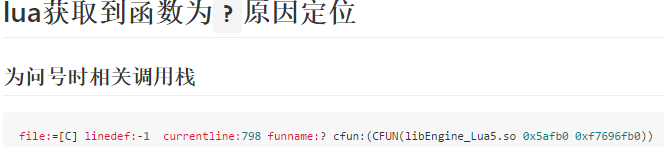 lua获取到函数为 ? 原因定位
为问号时相关调用栈
file:=[C] linedef:-1  currentline:798 funname:? cfun:(CFUN(libEngine_Lua5.so 0x5afb0 0xf7696fb0))